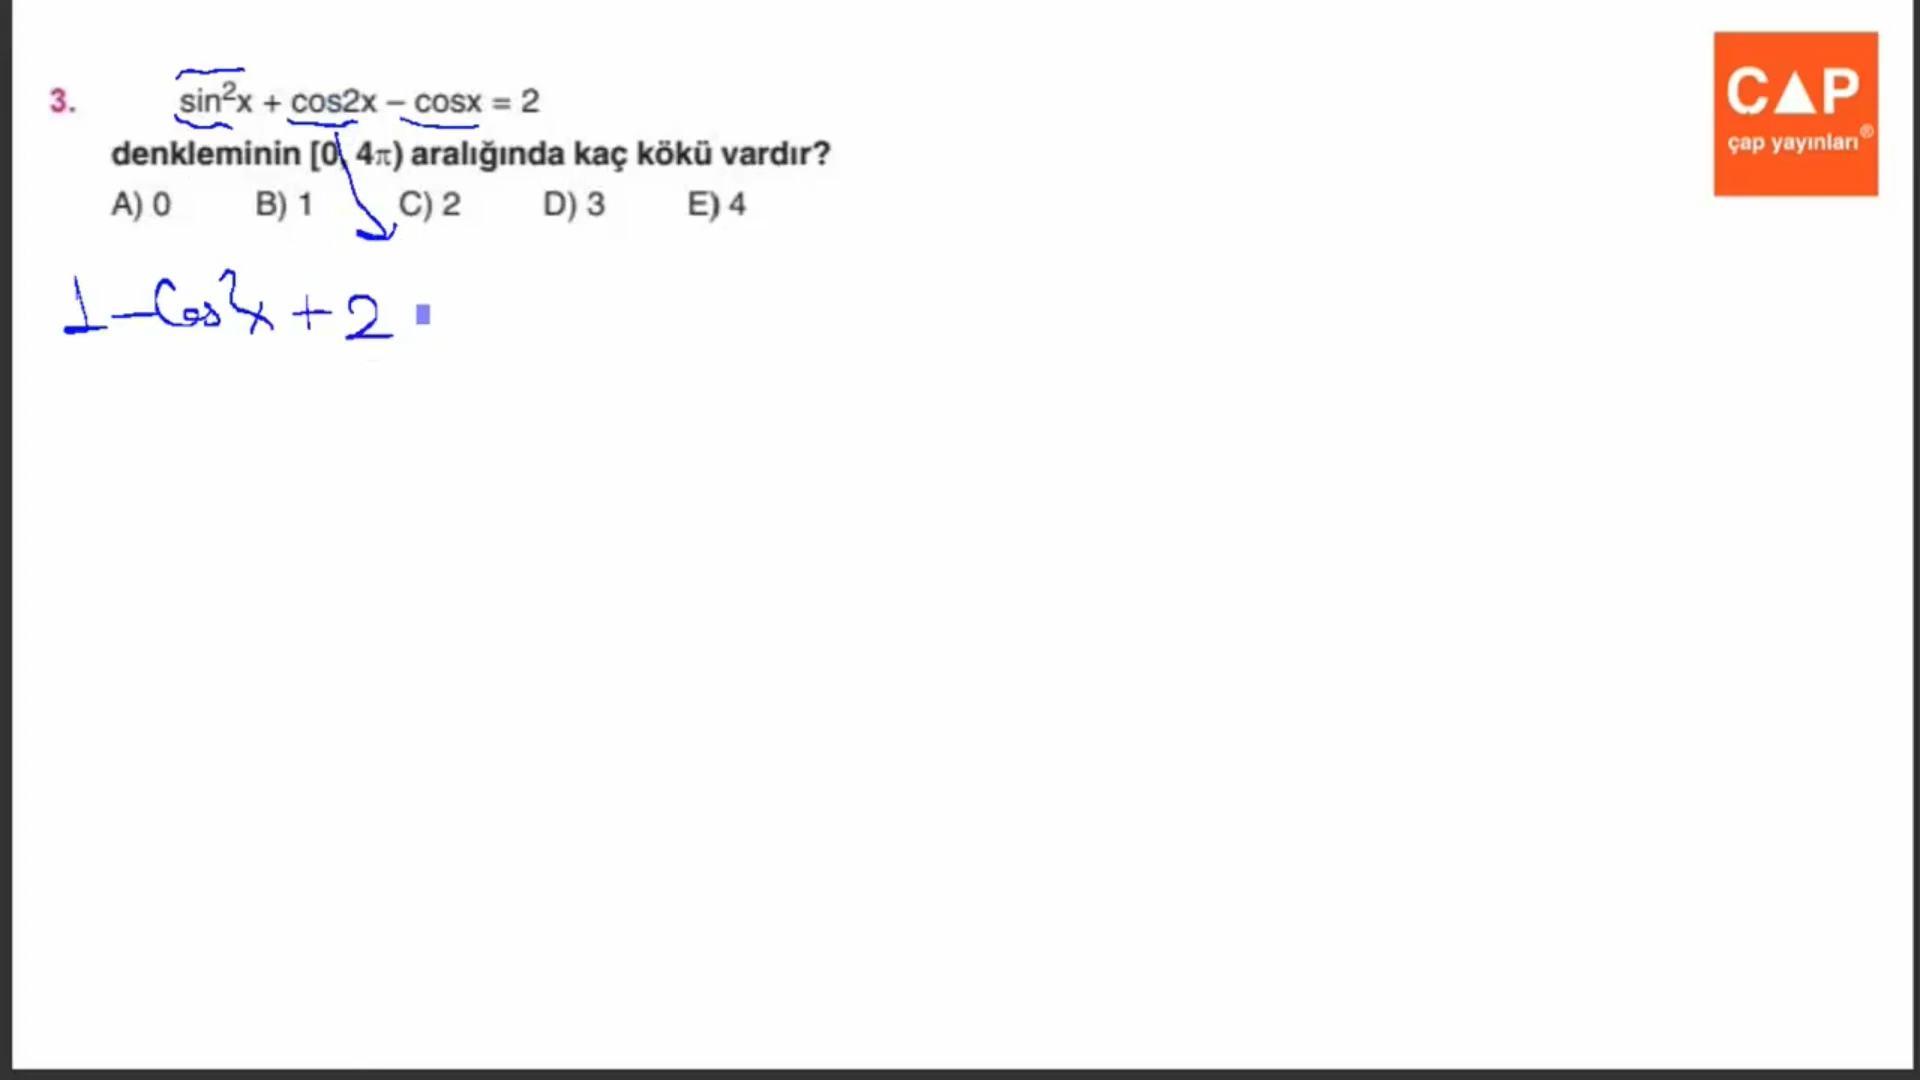 3. sin²x + cos2x − cosx = 2
denkleminin [0, 4π) aralığında kaç kökü vardır?
A) 0 B) 1 C) 2 D) 3 E) 4
1 − Cos²x + 2
ÇAP
çap yayınları®